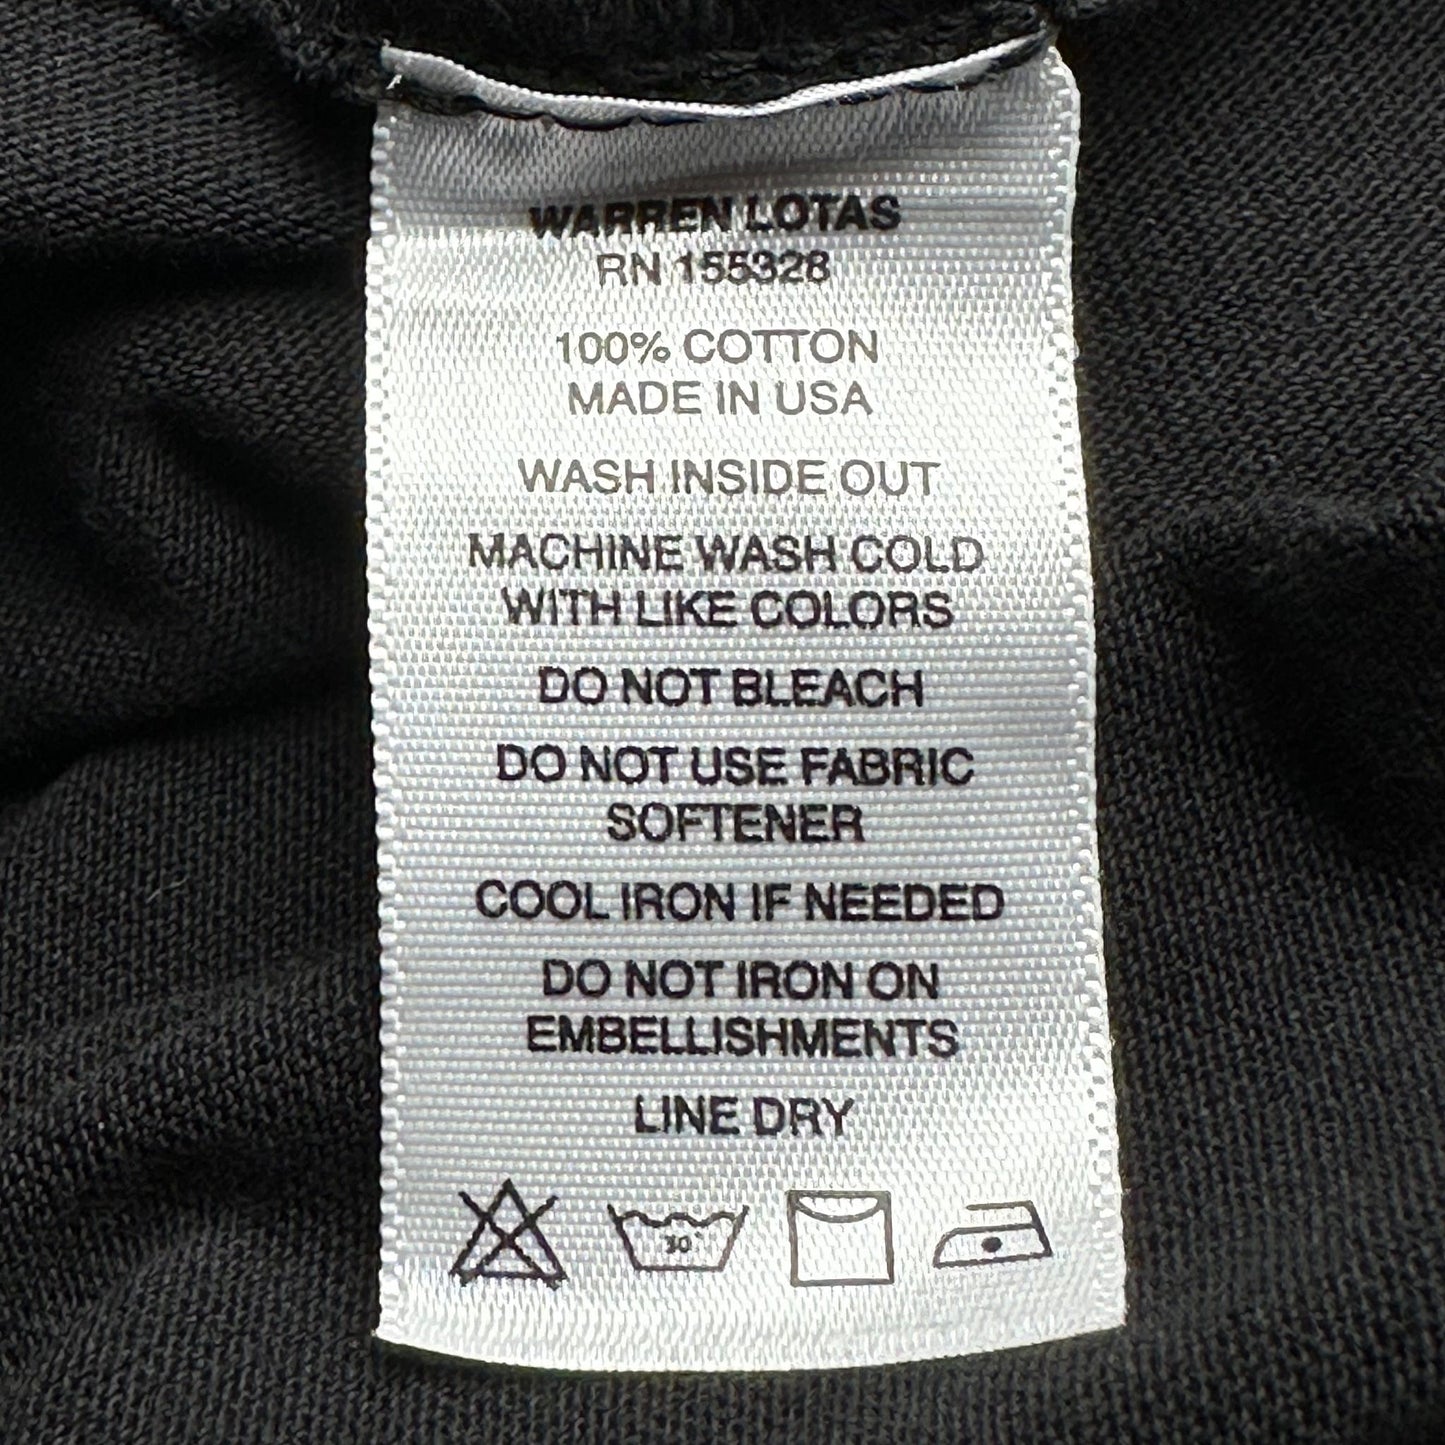 WARREN LOTAS
RN 155328
100% COTTON
MADE IN USA
WASH INSIDE OUT
MACHINE WASH COLD
WITH LIKE COLORS
DO NOT BLEACH
DO NOT USE FABRIC
SOFTENER
COOL IRON IF NEEDED
DO NOT IRON ON
EMBELLISHMENTS
LINE DRY
30°